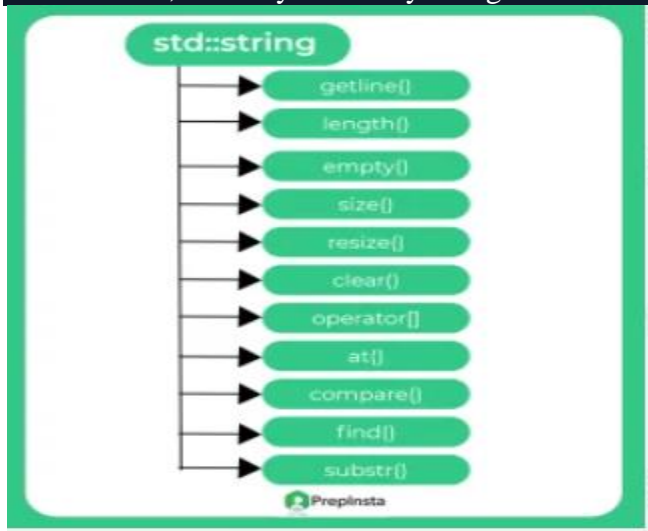 std::string
getline()
length()
empty()
size()
resize()
clear()
operator[]
at()
compare()
find()
substr()
PrepInsta